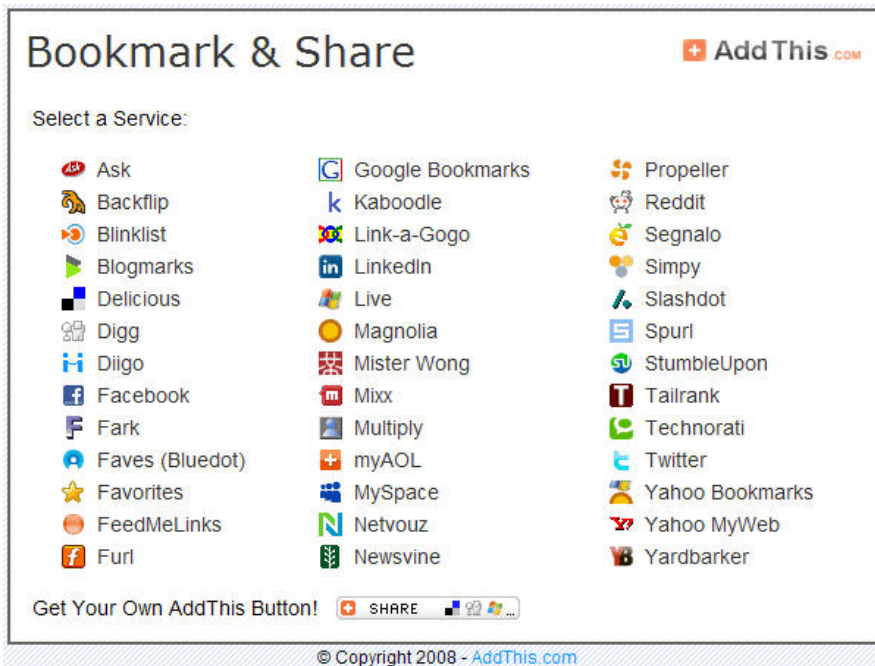 Bookmark & Share
AddThis.COM
Select a Service:
Ask
Backflip
Blinklist
Blogmarks
Delicious
Digg
Diigo
Facebook
Fark
Faves (Bluedot)
Favorites
FeedMeLinks
Furl
Google Bookmarks
Kaboodle
Link-a-Gogo
LinkedIn
Live
Magnolia
Mister Wong
Mixx
Multiply
myAOL
MySpace
Netvouz
Newsvine
Propeller
Reddit
Segnalo
Simpy
Slashdot
Spurl
StumbleUpon
Tailrank
Technorati
Twitter
Yahoo Bookmarks
Yahoo MyWeb
Yardbarker
Get Your Own AddThis Button! SHARE ...
© Copyright 2008 - AddThis.com